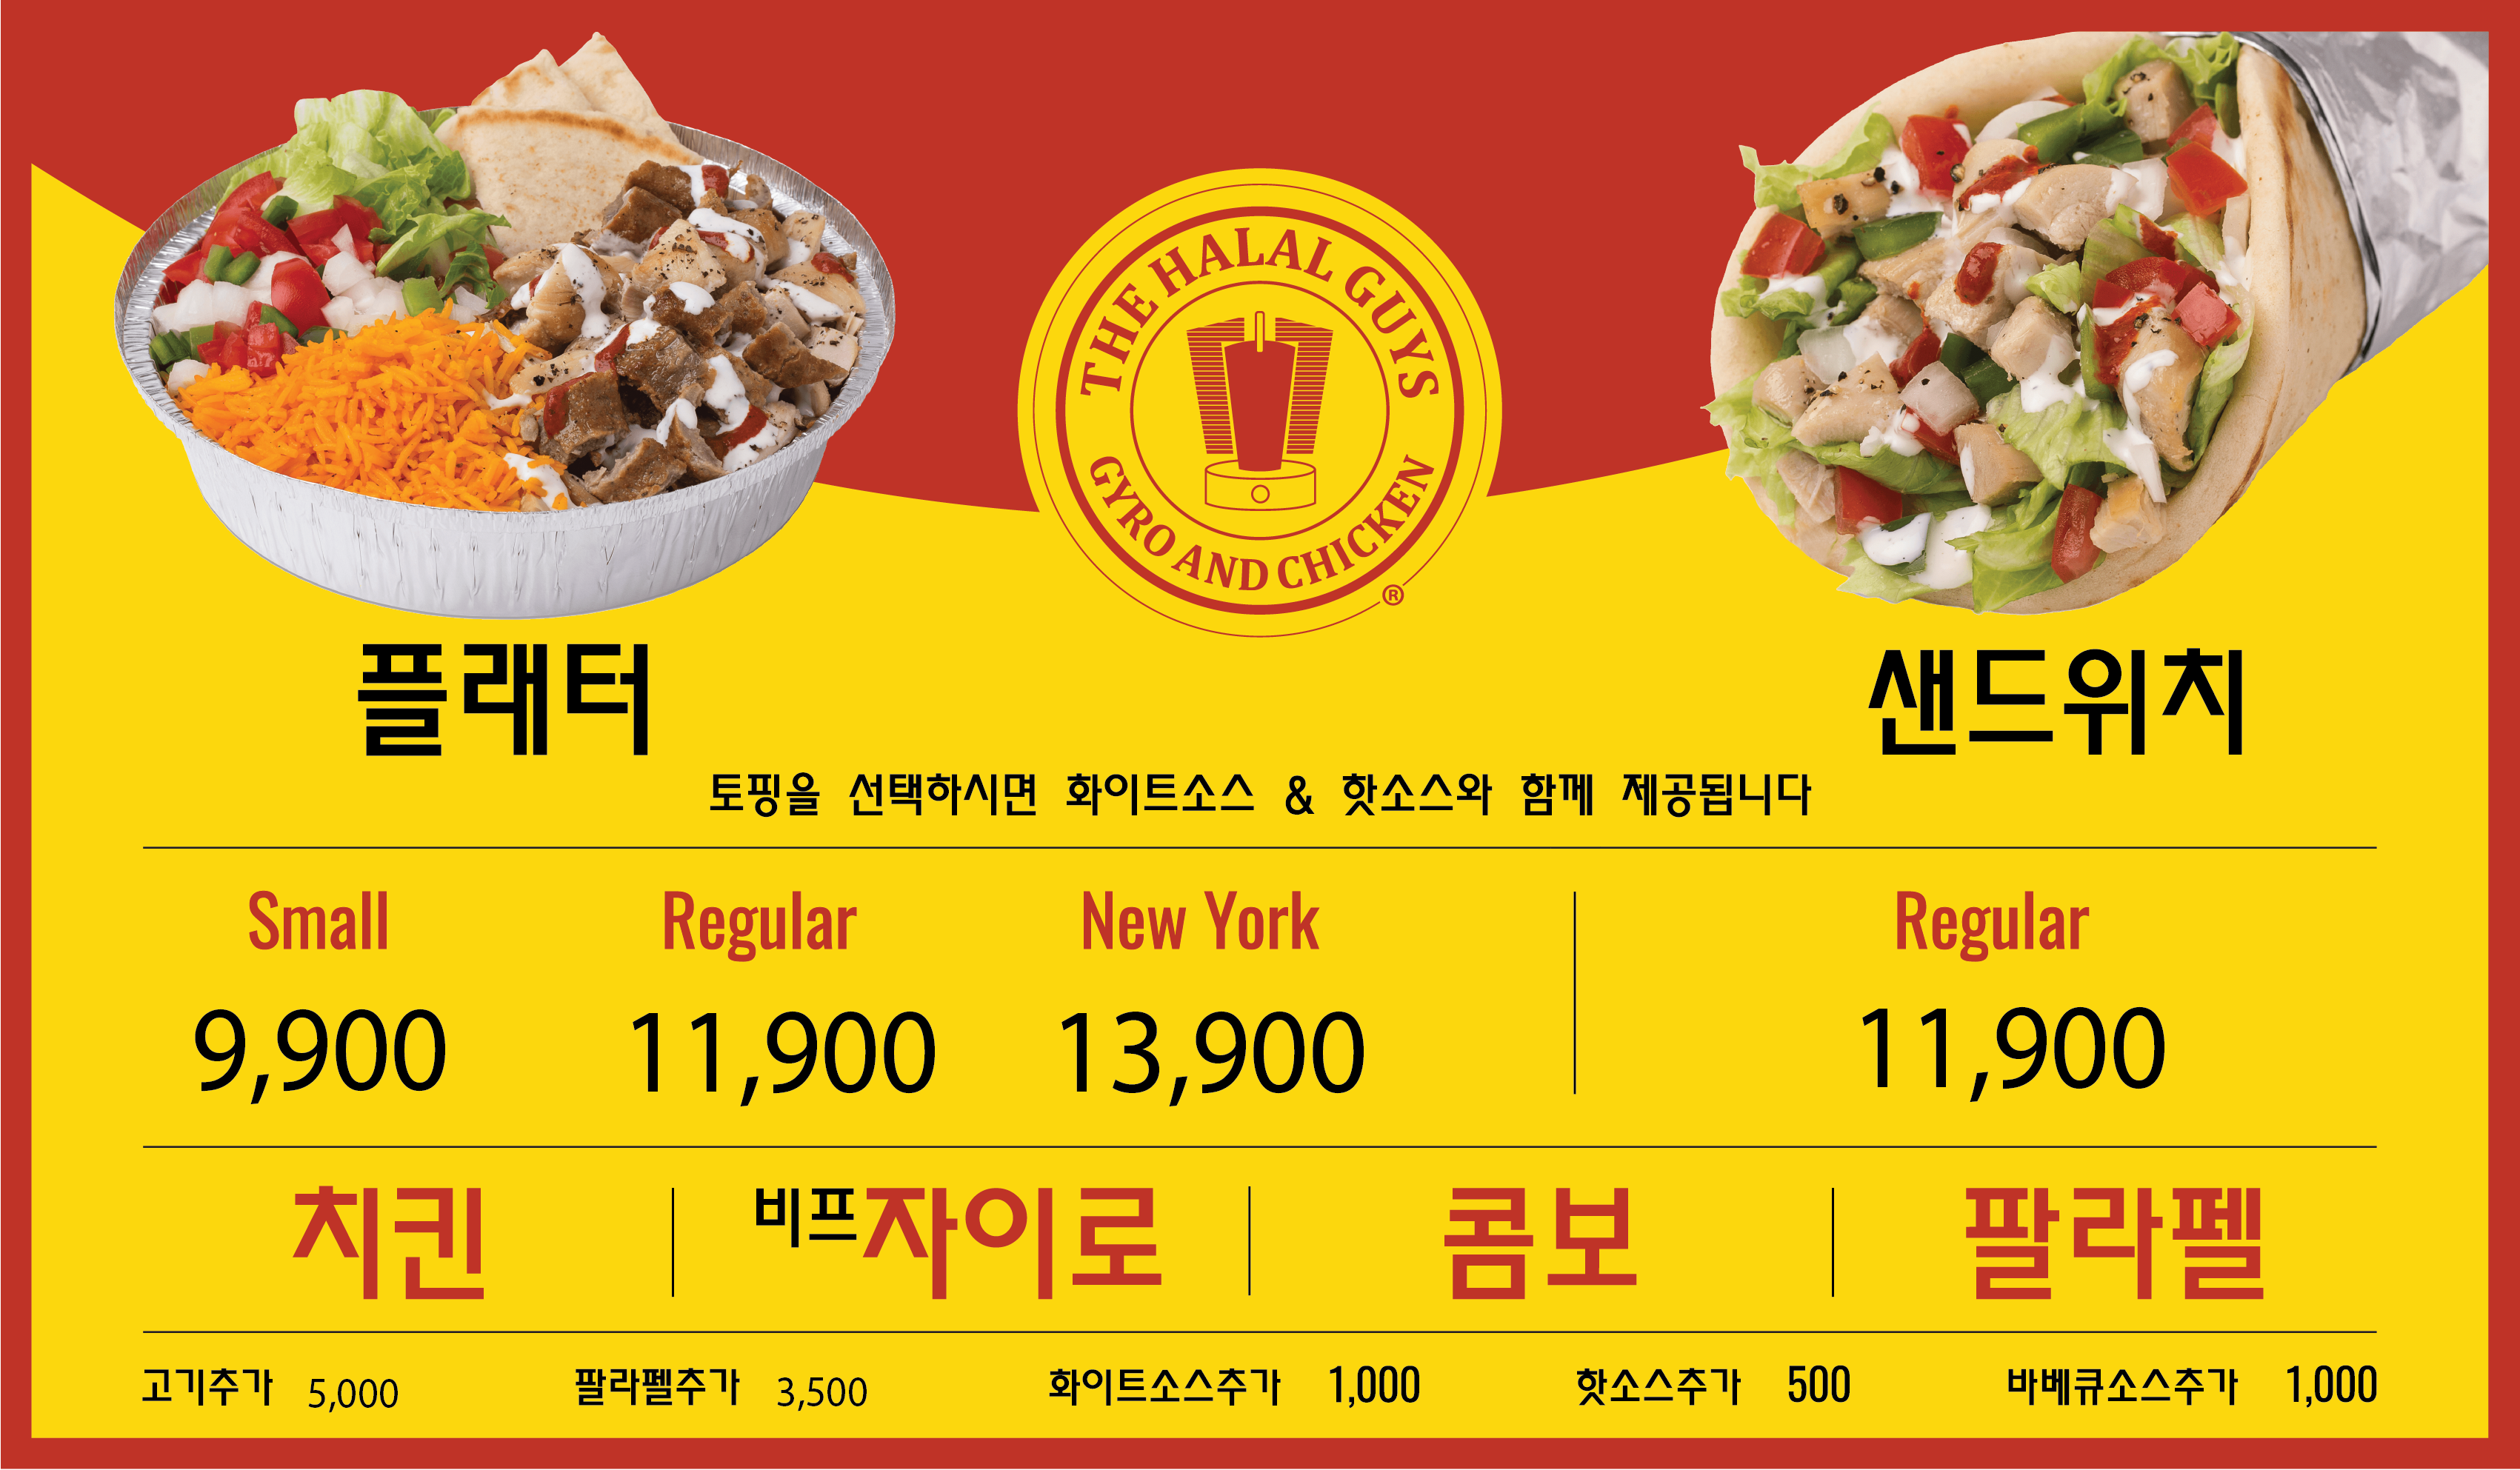 THE HALAL GUYS
GYRO AND CHICKEN
®
플래터
샌드위치
토핑을 선택하시면 화이트소스 & 핫소스와 함께 제공됩니다
Small Regular New York Regular
9,900 11,900 13,900 11,900
치킨 비프자이로 콤보 팔라펠
고기추가 5,000 팔라펠추가 3,500 화이트소스추가 1,000 핫소스추가 500 바베큐소스추가 1,000